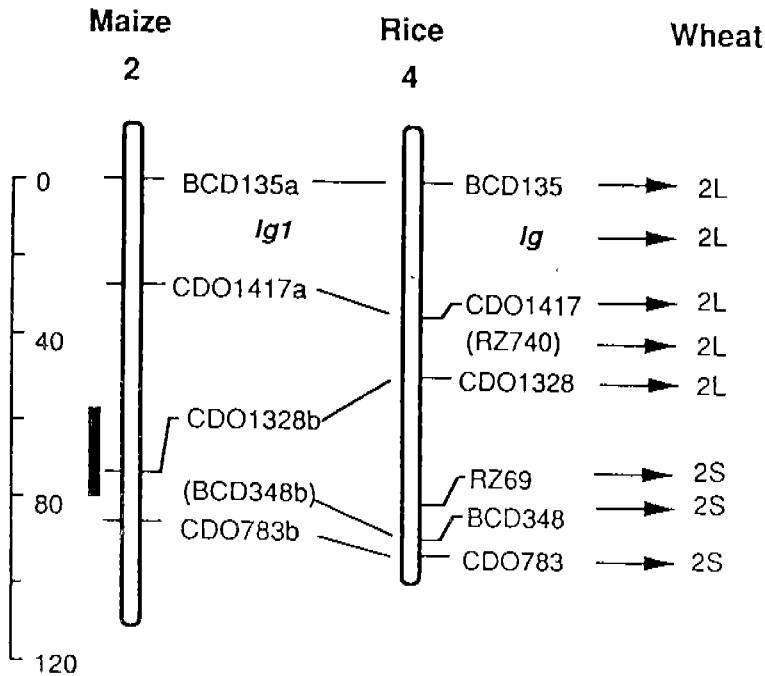 Maize Rice Wheat
2 4
0 BCD135a BCD135 2L
lg1 lg 2L
CDO1417a CDO1417 2L
40 (RZ740) 2L
CDO1328 2L
CDO1328b
RZ69 2S
80 (BCD348b) BCD348 2S
CDO783b CDO783 2S
120